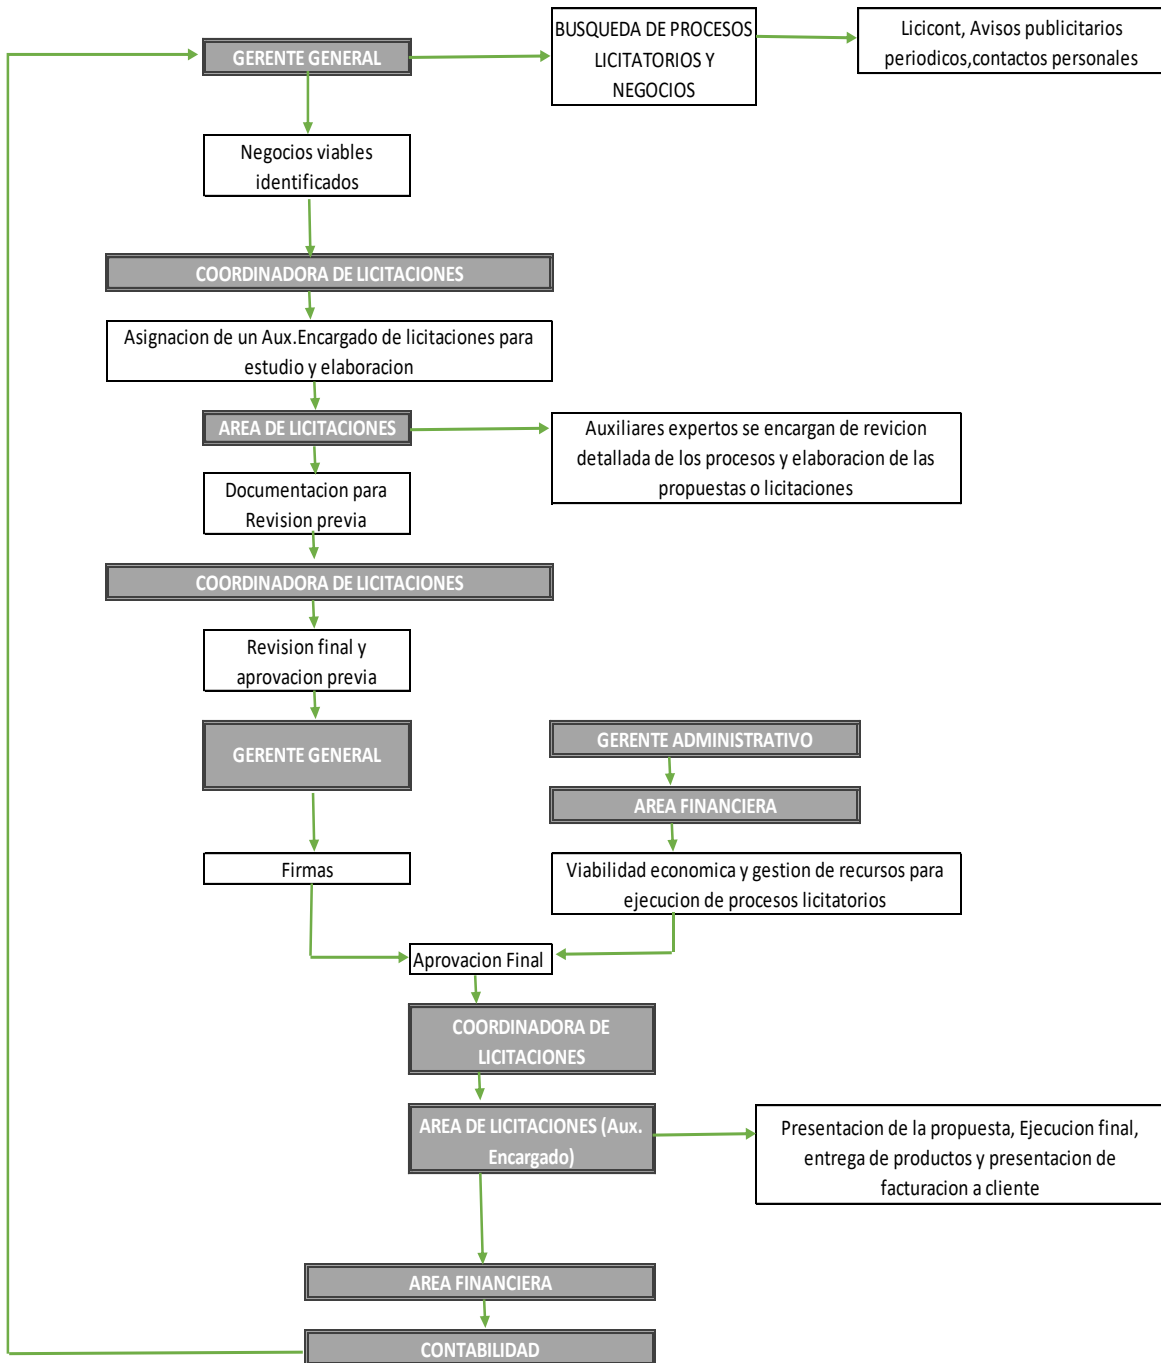 GERENTE GENERAL
BUSQUEDA DE PROCESOS
LICITATORIOS Y
NEGOCIOS
Licicont, Avisos publicitarios
periodicos,contactos personales
Negocios viables
identificados
COORDINADORA DE LICITACIONES
Asignacion de un Aux.Encargado de licitaciones para
estudio y elaboracion
AREA DE LICITACIONES
Auxiliares expertos se encargan de revicion
detallada de los procesos y elaboracion de las
propuestas o licitaciones
Documentacion para
Revision previa
COORDINADORA DE LICITACIONES
Revision final y
aprovacion previa
GERENTE GENERAL
GERENTE ADMINISTRATIVO
AREA FINANCIERA
Firmas
Viabilidad economica y gestion de recursos para
ejecucion de procesos licitatorios
Aprovacion Final
COORDINADORA DE
LICITACIONES
AREA DE LICITACIONES (Aux.
Encargado)
Presentacion de la propuesta, Ejecucion final,
entrega de productos y presentacion de
facturacion a cliente
AREA FINANCIERA
CONTABILIDAD